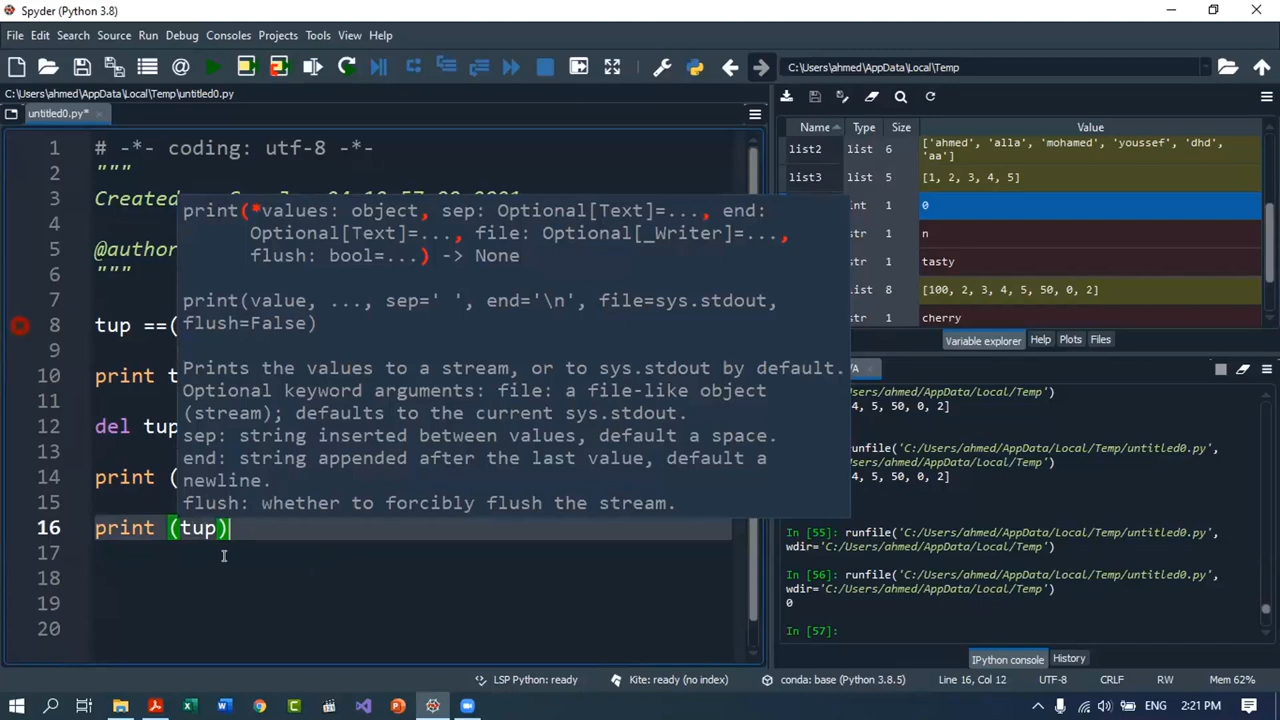 Spyder (Python 3.8)
File Edit Search Source Run Debug Consoles Projects Tools View Help
C:\Users\ahmed\AppData\Local\Temp
C:\Users\ahmed\AppData\Local\Temp\untitled0.py
untitled0.py*
1 # -*- coding: utf-8 -*-
2 """
3 Created
4
5 @author
6 """
7
8 tup ==(
9
10 print t
11
12 del tup
13
14 print (
15
16 print (tup)
17
18
19
20
print(*values: object, sep: Optional[Text]=..., end:
Optional[Text]=..., file: Optional[_Writer]=...,
flush: bool=...) -> None
print(value, ..., sep=' ', end='\n', file=sys.stdout,
flush=False)
Prints the values to a stream, or to sys.stdout by default.
Optional keyword arguments: file: a file-like object
(stream); defaults to the current sys.stdout.
sep: string inserted between values, default a space.
end: string appended after the last value, default a
newline.
flush: whether to forcibly flush the stream.
Name Type Size Value
list2 list 6 ['ahmed', 'alla', 'mohamed', 'youssef', 'dhd',
'aa']
list3 list 5 [1, 2, 3, 4, 5]
int 1 0
str 1 n
str 1 tasty
list 8 [100, 2, 3, 4, 5, 50, 0, 2]
str 1 cherry
Variable explorer Help Plots Files
/A
runfile('C:/Users/ahmed/AppData/Local/Temp/untitled0.py',
4, 5, 50, 0, 2]
runfile('C:/Users/ahmed/AppData/Local/Temp/untitled0.py',
4, 5, 50, 0, 2]
In [55]: runfile('C:/Users/ahmed/AppData/Local/Temp/untitled0.py',
wdir='C:/Users/ahmed/AppData/Local/Temp')
In [56]: runfile('C:/Users/ahmed/AppData/Local/Temp/untitled0.py',
wdir='C:/Users/ahmed/AppData/Local/Temp')
0
In [57]:
IPython console History
LSP Python: ready Kite: ready (no index) conda: base (Python 3.8.5) Line 16, Col 12 UTF-8 CRLF RW Mem 62%
ENG 2:21 PM